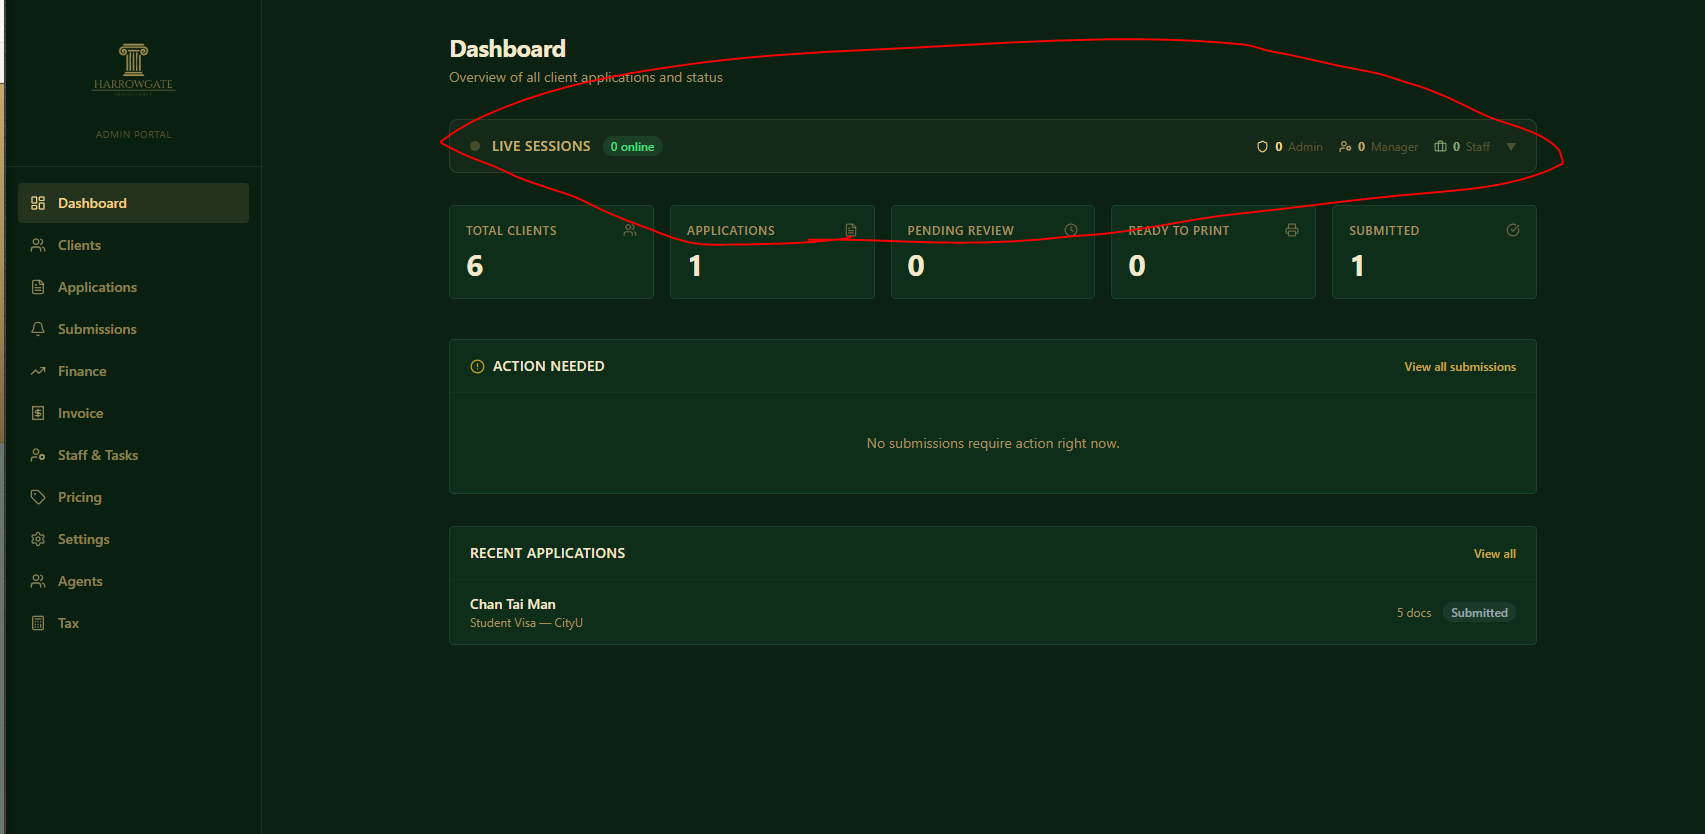 HARROWGATE
ADMIN PORTAL
Dashboard
Clients
Applications
Submissions
Finance
Invoice
Staff & Tasks
Pricing
Settings
Agents
Tax
Dashboard
Overview of all client applications and status
LIVE SESSIONS 0 online 0 Admin 0 Manager 0 Staff
TOTAL CLIENTS
6
APPLICATIONS
1
PENDING REVIEW
0
READY TO PRINT
0
SUBMITTED
1
ACTION NEEDED View all submissions
No submissions require action right now.
RECENT APPLICATIONS View all
Chan Tai Man
Student Visa — CityU
5 docs Submitted